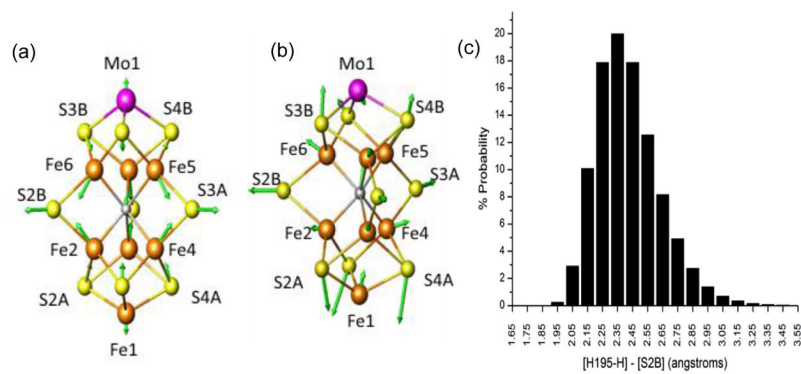 (a)
Mo1
S3B
S4B
Fe6
Fe5
S2B
S3A
Fe2
Fe4
S2A
S4A
Fe1
(b)
Mo1
S3B
S4B
Fe6
Fe5
S2B
S3A
Fe2
Fe4
S2A
S4A
Fe1
(c)
% Probability
20
18
16
14
12
10
8
6
4
2
0
1.65
1.75
1.85
1.95
2.05
2.15
2.25
2.35
2.45
2.55
2.65
2.75
2.85
2.95
3.05
3.15
3.25
3.35
3.45
3.55
[H195-H] - [S2B] (angstroms)